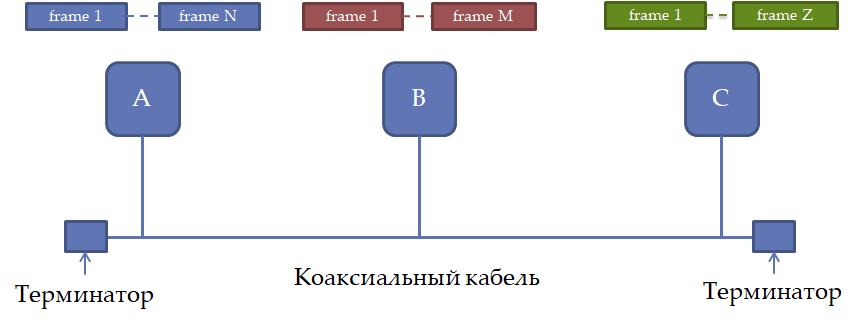 frame 1 frame N frame 1 frame M frame 1 frame Z
A B C
Коаксиальный кабель
Терминатор Терминатор